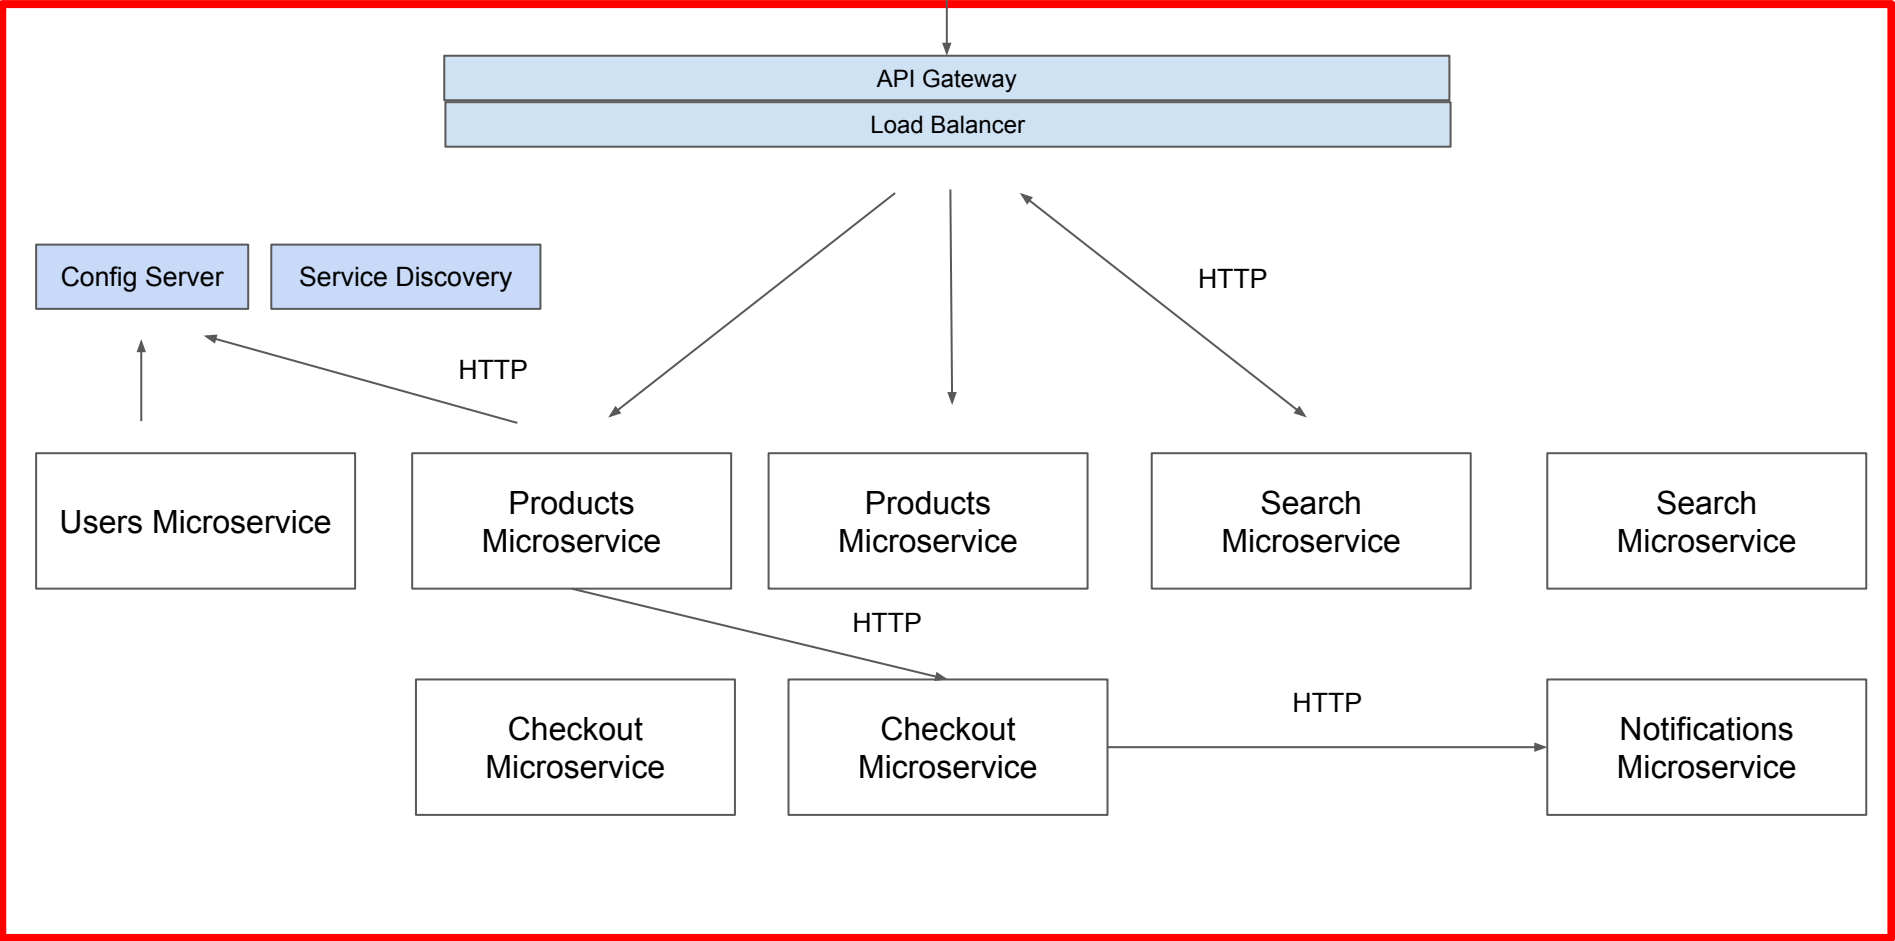 API Gateway
Load Balancer
Config Server
Service Discovery
HTTP
HTTP
Users Microservice
Products
Microservice
Products
Microservice
Search
Microservice
Search
Microservice
HTTP
Checkout
Microservice
Checkout
Microservice
HTTP
Notifications
Microservice